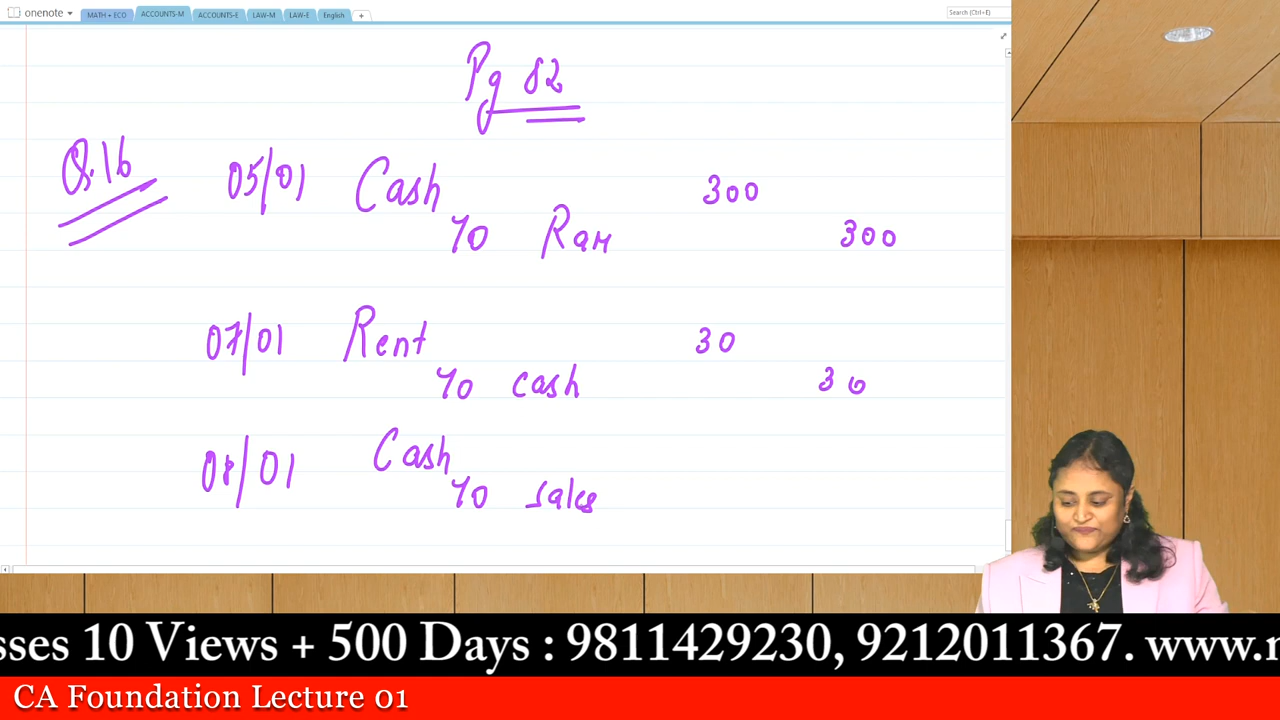 onenote
MATH + ECO ACCOUNTS-M ACCOUNTS-E LAW-M LAW-E English +
Search (Ctrl+E)
Pg 82
Q.16 05/01 Cash 300
To Ram 300
07/01 Rent 30
To cash 30
08/01 Cash
To sales
sses 10 Views + 500 Days : 9811429230, 9212011367. www.
CA Foundation Lecture 01